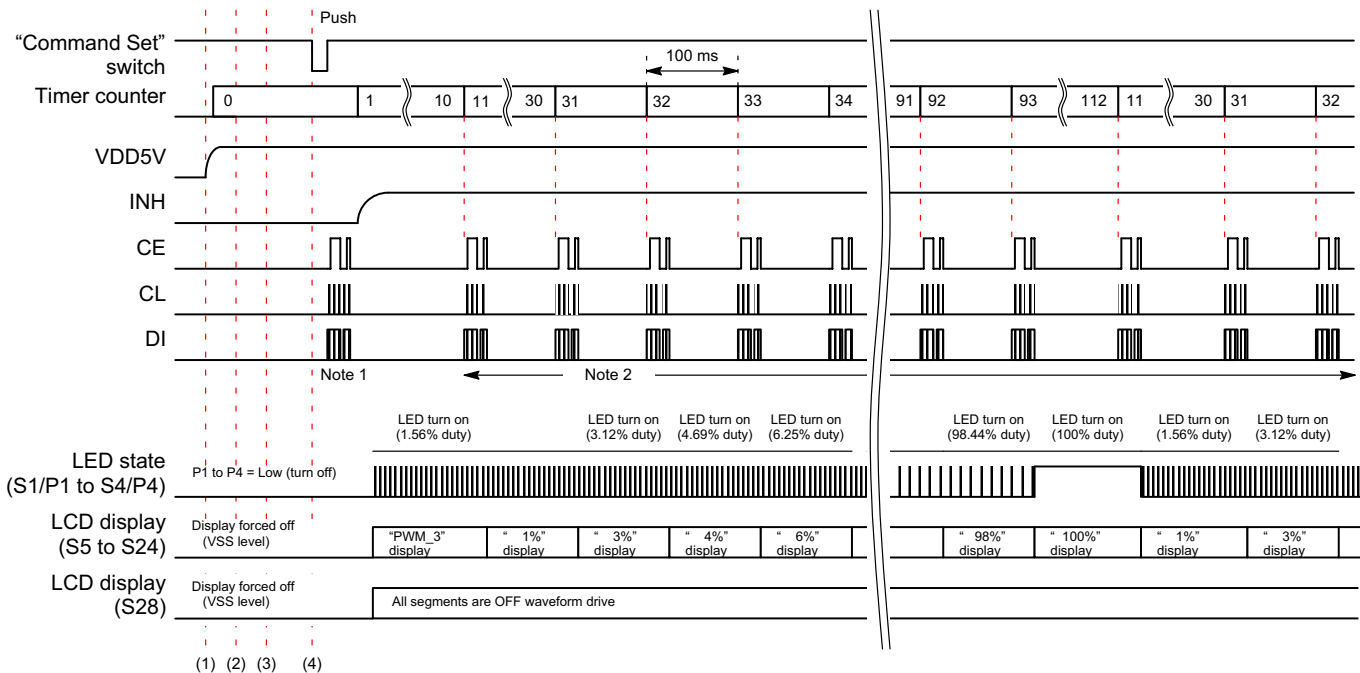 Push
“Command Set”
switch
100 ms
Timer counter
0 1 10 11 30 31 32 33 34 91 92 93 112 11 30 31 32
VDD5V
INH
CE
CL
DI
Note 1 Note 2
LED turn on
(1.56% duty)
LED turn on
(3.12% duty)
LED turn on
(4.69% duty)
LED turn on
(6.25% duty)
LED turn on
(98.44% duty)
LED turn on
(100% duty)
LED turn on
(1.56% duty)
LED turn on
(3.12% duty)
LED state
(S1/P1 to S4/P4)
P1 to P4 = Low (turn off)
LCD display
(S5 to S24)
Display forced off
(VSS level)
“PWM_3”
display
“ 1%”
display
“ 3%”
display
“ 4%”
display
“ 6%”
display
“ 98%”
display
“ 100%”
display
“ 1%”
display
“ 3%”
display
LCD display
(S28)
Display forced off
(VSS level)
All segments are OFF waveform drive
(1) (2) (3) (4)